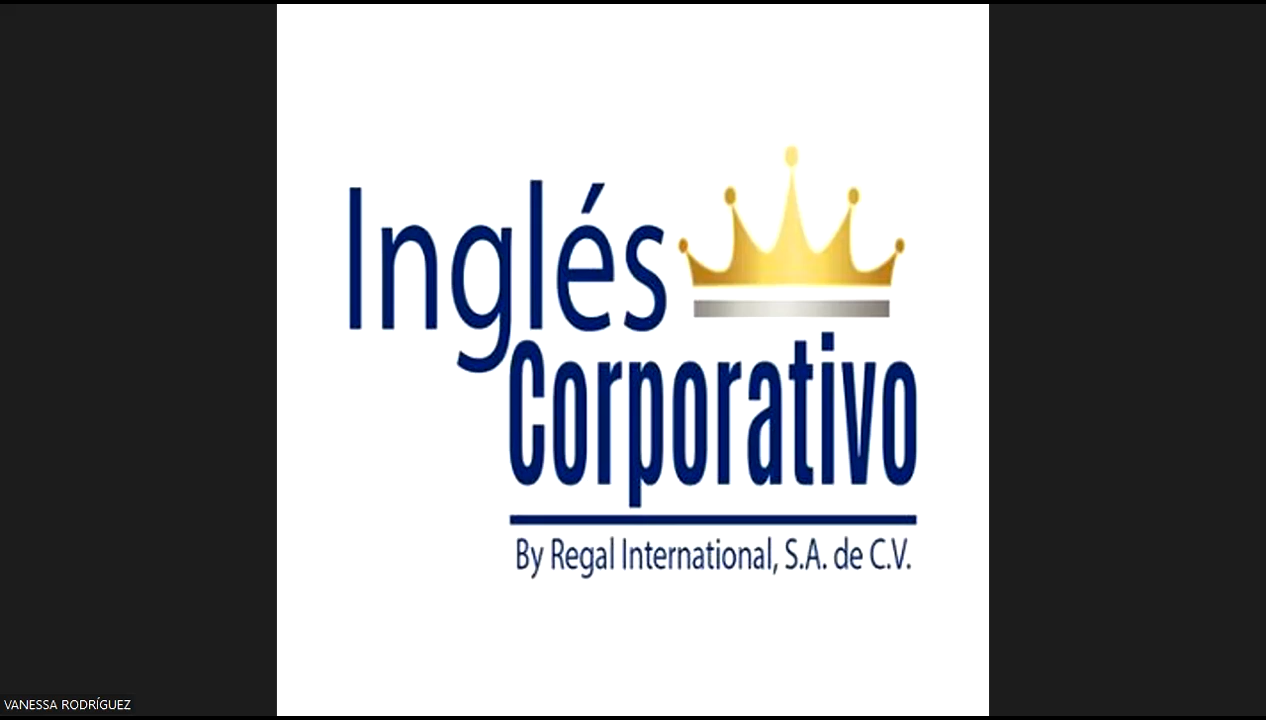 Inglés
Corporativo
By Regal International, S.A. de C.V.
VANESSA RODRÍGUEZ